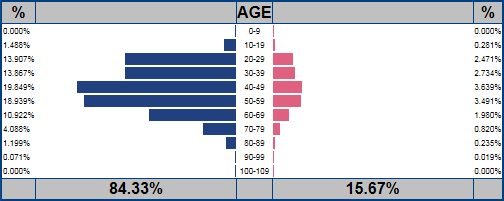 % AGE %
0.000% 0-9 0.000%
1.488% 10-19 0.281%
13.907% 20-29 2.471%
13.867% 30-39 2.734%
19.849% 40-49 3.639%
18.939% 50-59 3.491%
10.922% 60-69 1.980%
4.088% 70-79 0.820%
1.199% 80-89 0.235%
0.071% 90-99 0.019%
0.000% 100-109 0.000%
84.33% 15.67%